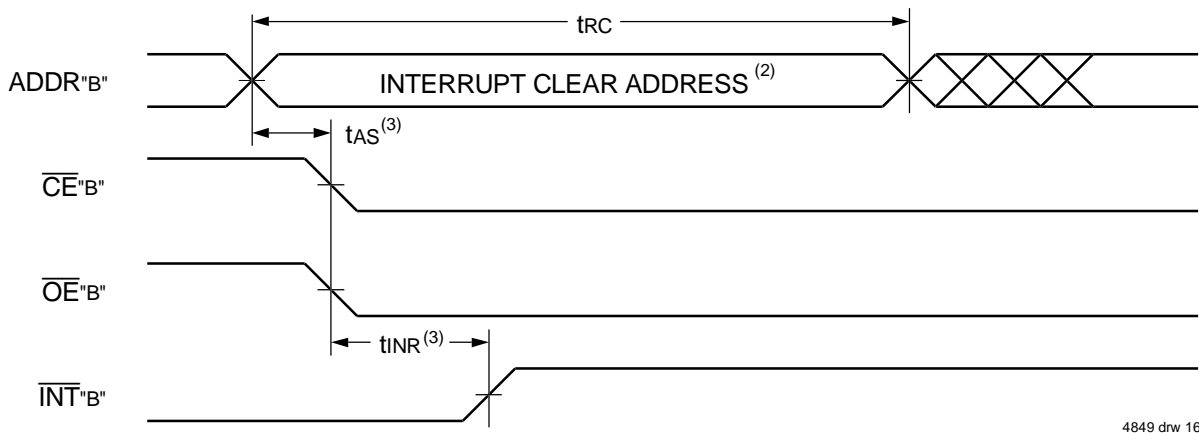 tRC
ADDR"B"
INTERRUPT CLEAR ADDRESS (2)
tAS(3)
CE"B"
OE"B"
tINR(3)
INT"B"
4849 drw 16